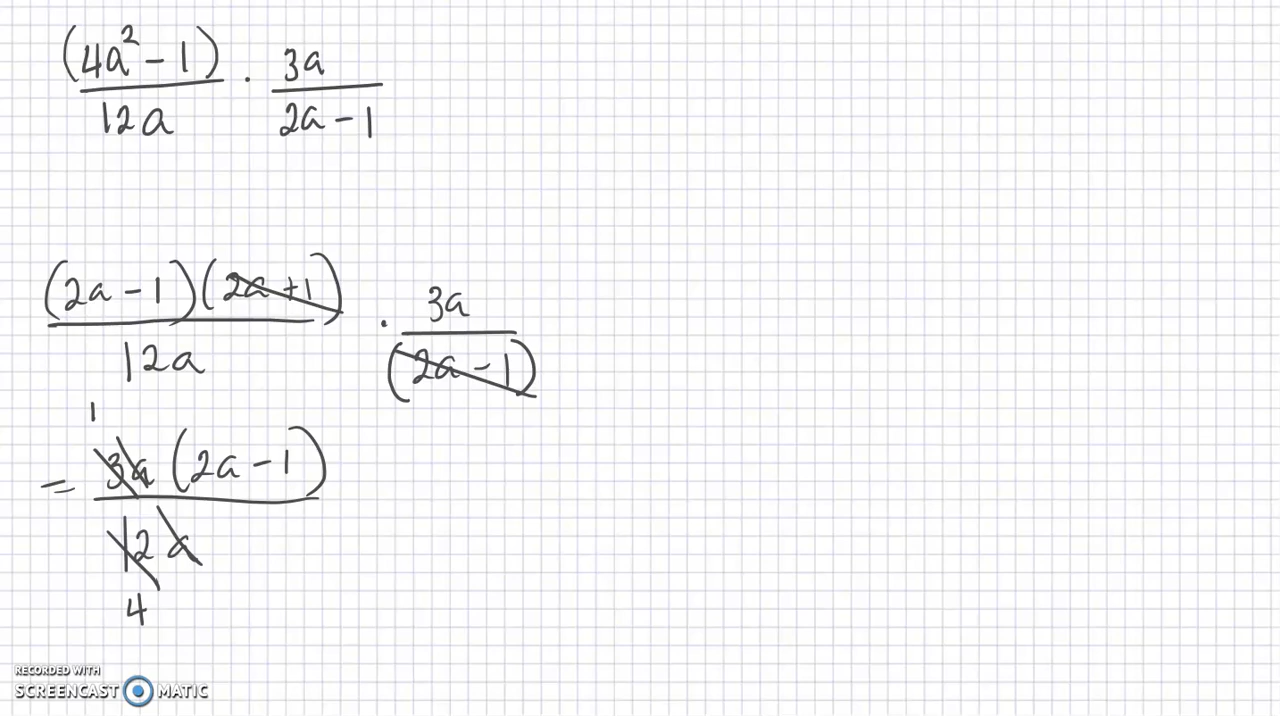 (4a² - 1) / 12a · 3a / 2a - 1
(2a - 1)(2a + 1) / 12a · 3a / (2a - 1)
1
= 3a (2a - 1) / 12a
4
RECORDED WITH
SCREENCAST MATIC